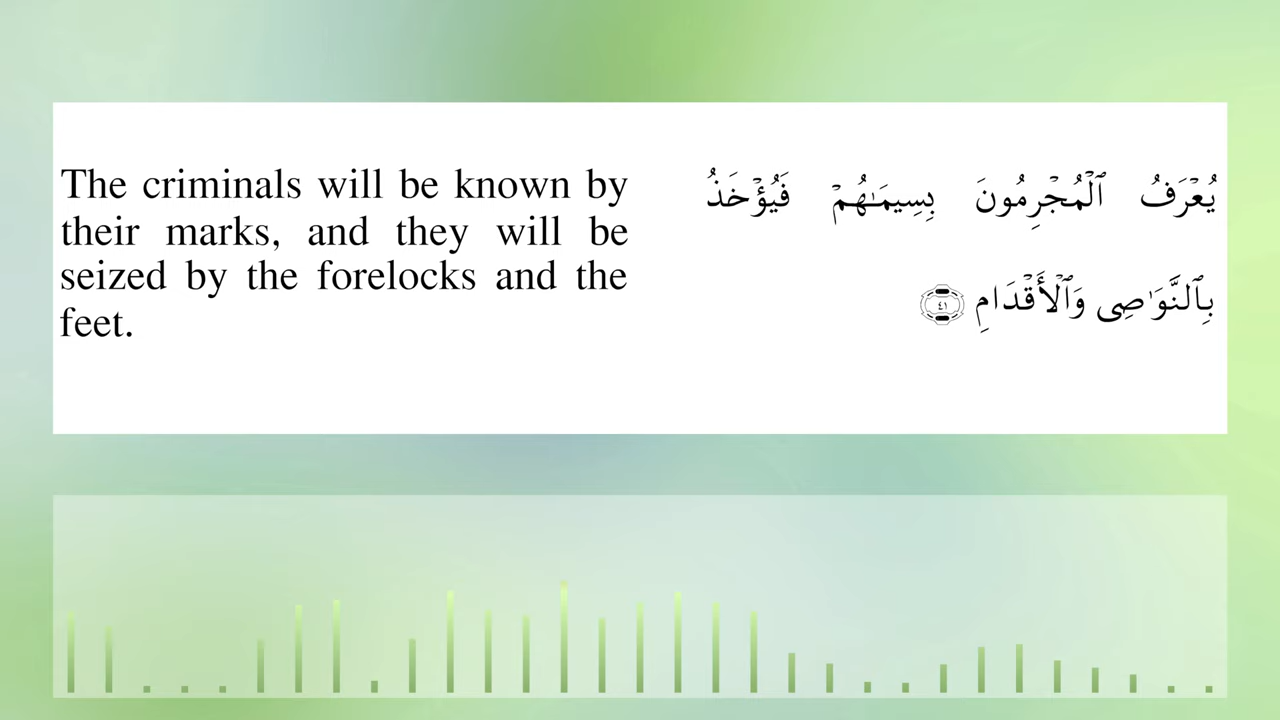 The criminals will be known by
their marks, and they will be
seized by the forelocks and the
feet.
يُعْرَفُ ٱلْمُجْرِمُونَ بِسِيمَـٰهُمْ فَيُؤْخَذُ
بِٱلنَّوَٰصِى وَٱلْأَقْدَامِ ٤١